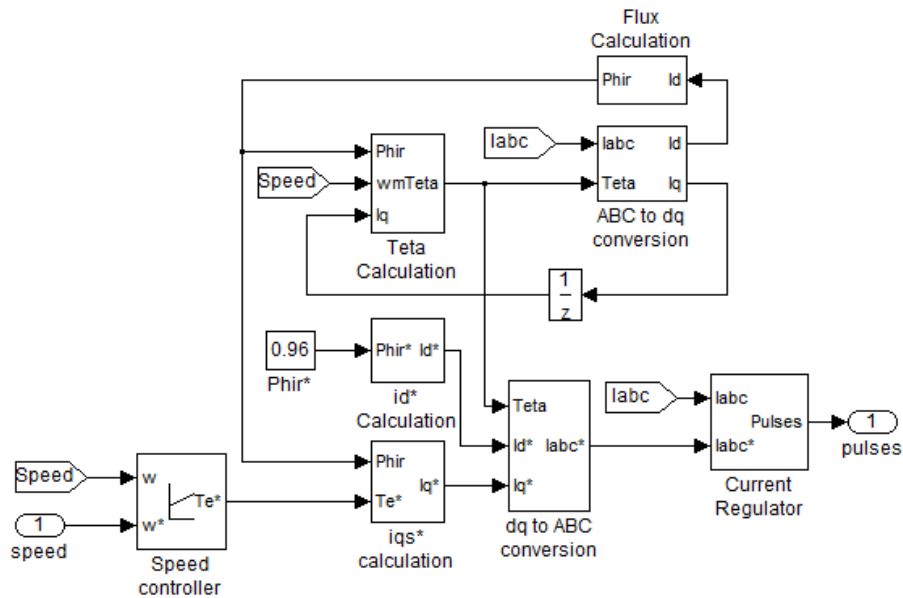 Flux
Calculation
Phir Id
Iabc
Iabc Id
Teta Iq
ABC to dq
conversion
Phir
Speed
wmTeta
Iq
Teta
Calculation
1
z
0.96
Phir*
Phir* Id*
id*
Calculation
Teta
Id* Iabc*
Iq*
dq to ABC
conversion
Iabc
Iabc
Pulses
Iabc*
Current
Regulator
1
pulses
Phir
Iq*
Te*
iqs*
calculation
Speed
w
Te*
w*
1
speed
Speed
controller